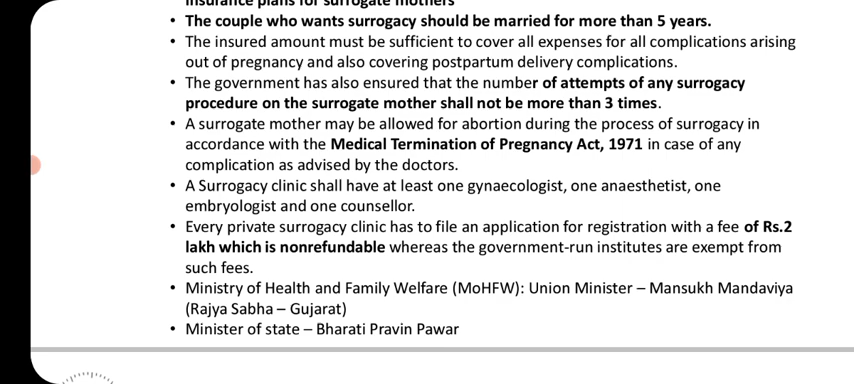 insurance plans for surrogate mothers
• The couple who wants surrogacy should be married for more than 5 years.
• The insured amount must be sufficient to cover all expenses for all complications arising
out of pregnancy and also covering postpartum delivery complications.
• The government has also ensured that the number of attempts of any surrogacy
procedure on the surrogate mother shall not be more than 3 times.
• A surrogate mother may be allowed for abortion during the process of surrogacy in
accordance with the Medical Termination of Pregnancy Act, 1971 in case of any
complication as advised by the doctors.
• A Surrogacy clinic shall have at least one gynaecologist, one anaesthetist, one
embryologist and one counsellor.
• Every private surrogacy clinic has to file an application for registration with a fee of Rs.2
lakh which is nonrefundable whereas the government-run institutes are exempt from
such fees.
• Ministry of Health and Family Welfare (MoHFW): Union Minister – Mansukh Mandaviya
(Rajya Sabha – Gujarat)
• Minister of state – Bharati Pravin Pawar